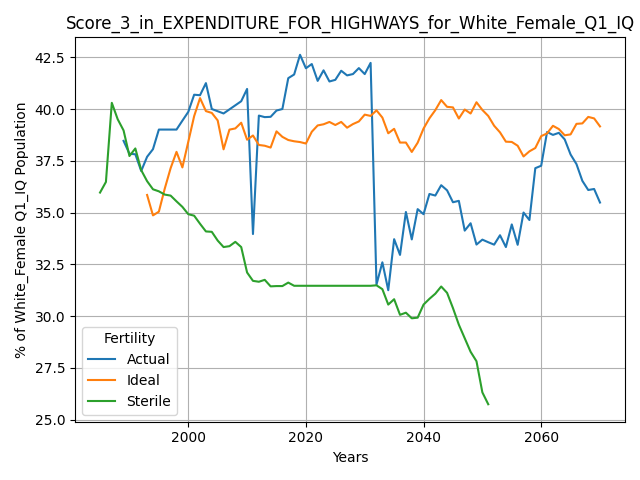 Score_3_in_EXPENDITURE_FOR_HIGHWAYS_for_White_Female_Q1_IQ
% of White_Female Q1_IQ Population
42.5
40.0
37.5
35.0
32.5
30.0
27.5
25.0
Fertility
Actual
Ideal
Sterile
2000
2020
2040
2060
Years